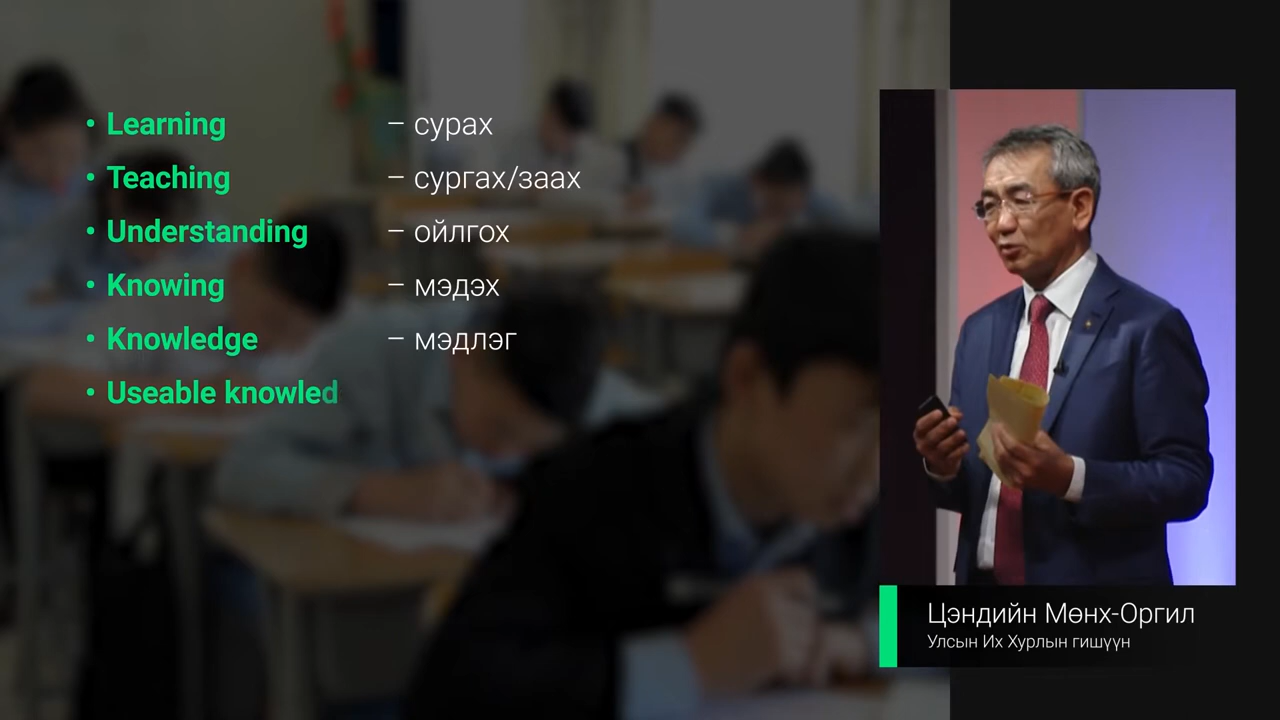 • Learning – сурах
• Teaching – сургах/заах
• Understanding – ойлгох
• Knowing – мэдэх
• Knowledge – мэдлэг
• Useable knowled
Цэндийн Мөнх-Оргил
Улсын Их Хурлын гишүүн